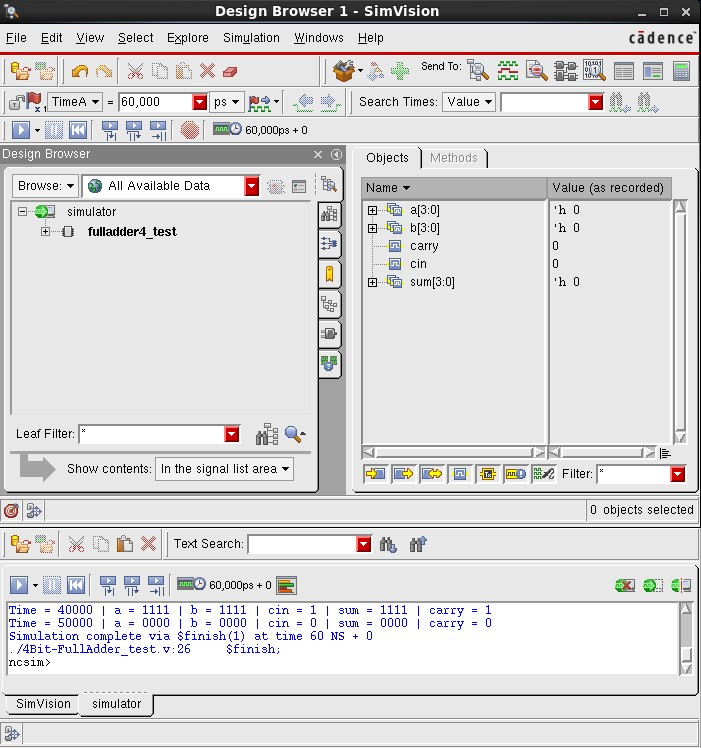 Design Browser 1 - SimVision
File Edit View Select Explore Simulation Windows Help cādence
Send To:
TimeA = 60,000 ps Search Times: Value
60,000ps + 0
Design Browser
Browse: All Available Data
simulator
fulladder4_test
Leaf Filter: *
Show contents: In the signal list area
Objects Methods
Name Value (as recorded)
a[3:0] 'h 0
b[3:0] 'h 0
carry 0
cin 0
sum[3:0] 'h 0
Filter: *
0 objects selected
Text Search:
60,000ps + 0
Time = 40000 | a = 1111 | b = 1111 | cin = 1 | sum = 1111 | carry = 1
Time = 50000 | a = 0000 | b = 0000 | cin = 0 | sum = 0000 | carry = 0
Simulation complete via $finish(1) at time 60 NS + 0
./4Bit-FullAdder_test.v:26 $finish;
ncsim>
SimVision simulator